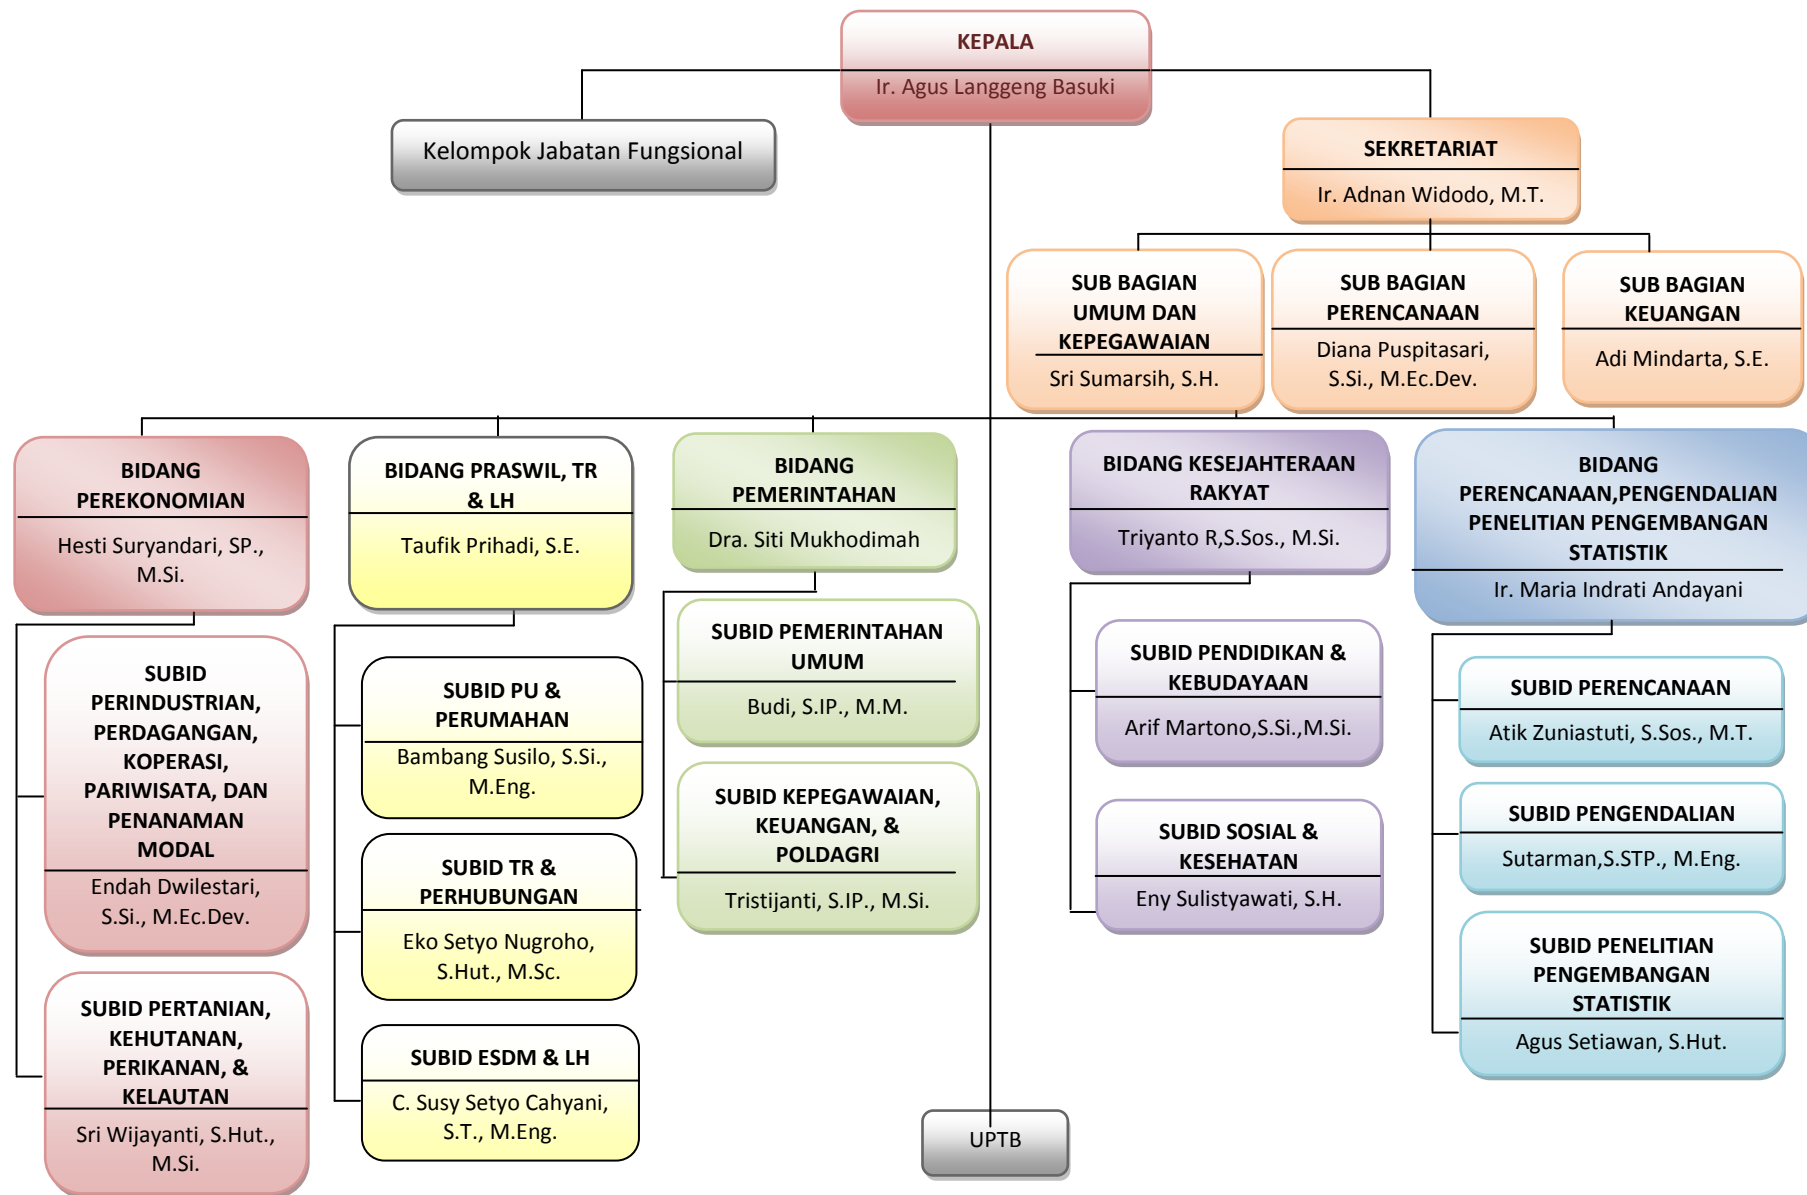 KEPALA
Ir. Agus Langgeng Basuki
Kelompok Jabatan Fungsional
SEKRETARIAT
Ir. Adnan Widodo, M.T.
SUB BAGIAN
UMUM DAN
KEPEGAWAIAN
Sri Sumarsih, S.H.
SUB BAGIAN
PERENCANAAN
Diana Puspitasari,
S.Si., M.Ec.Dev.
SUB BAGIAN
KEUANGAN
Adi Mindarta, S.E.
BIDANG
PEREKONOMIAN
Hesti Suryandari, SP.,
M.Si.
SUBID
PERINDUSTRIAN,
PERDAGANGAN,
KOPERASI,
PARIWISATA, DAN
PENANAMAN
MODAL
Endah Dwilestari,
S.Si., M.Ec.Dev.
SUBID PERTANIAN,
KEHUTANAN,
PERIKANAN, &
KELAUTAN
Sri Wijayanti, S.Hut.,
M.Si.
BIDANG PRASWIL, TR
& LH
Taufik Prihadi, S.E.
SUBID PU &
PERUMAHAN
Bambang Susilo, S.Si.,
M.Eng.
SUBID TR &
PERHUBUNGAN
Eko Setyo Nugroho,
S.Hut., M.Sc.
SUBID ESDM & LH
C. Susy Setyo Cahyani,
S.T., M.Eng.
BIDANG
PEMERINTAHAN
Dra. Siti Mukhodimah
SUBID PEMERINTAHAN
UMUM
Budi, S.IP., M.M.
SUBID KEPEGAWAIAN,
KEUANGAN, &
POLDAGRI
Tristijanti, S.IP., M.Si.
BIDANG KESEJAHTERAAN
RAKYAT
Triyanto R,S.Sos., M.Si.
SUBID PENDIDIKAN &
KEBUDAYAAN
Arif Martono,S.Si.,M.Si.
SUBID SOSIAL &
KESEHATAN
Eny Sulistyawati, S.H.
BIDANG
PERENCANAAN,PENGENDALIAN
PENELITIAN PENGEMBANGAN
STATISTIK
Ir. Maria Indrati Andayani
SUBID PERENCANAAN
Atik Zuniastuti, S.Sos., M.T.
SUBID PENGENDALIAN
Sutarman,S.STP., M.Eng.
SUBID PENELITIAN
PENGEMBANGAN
STATISTIK
Agus Setiawan, S.Hut.
UPTB